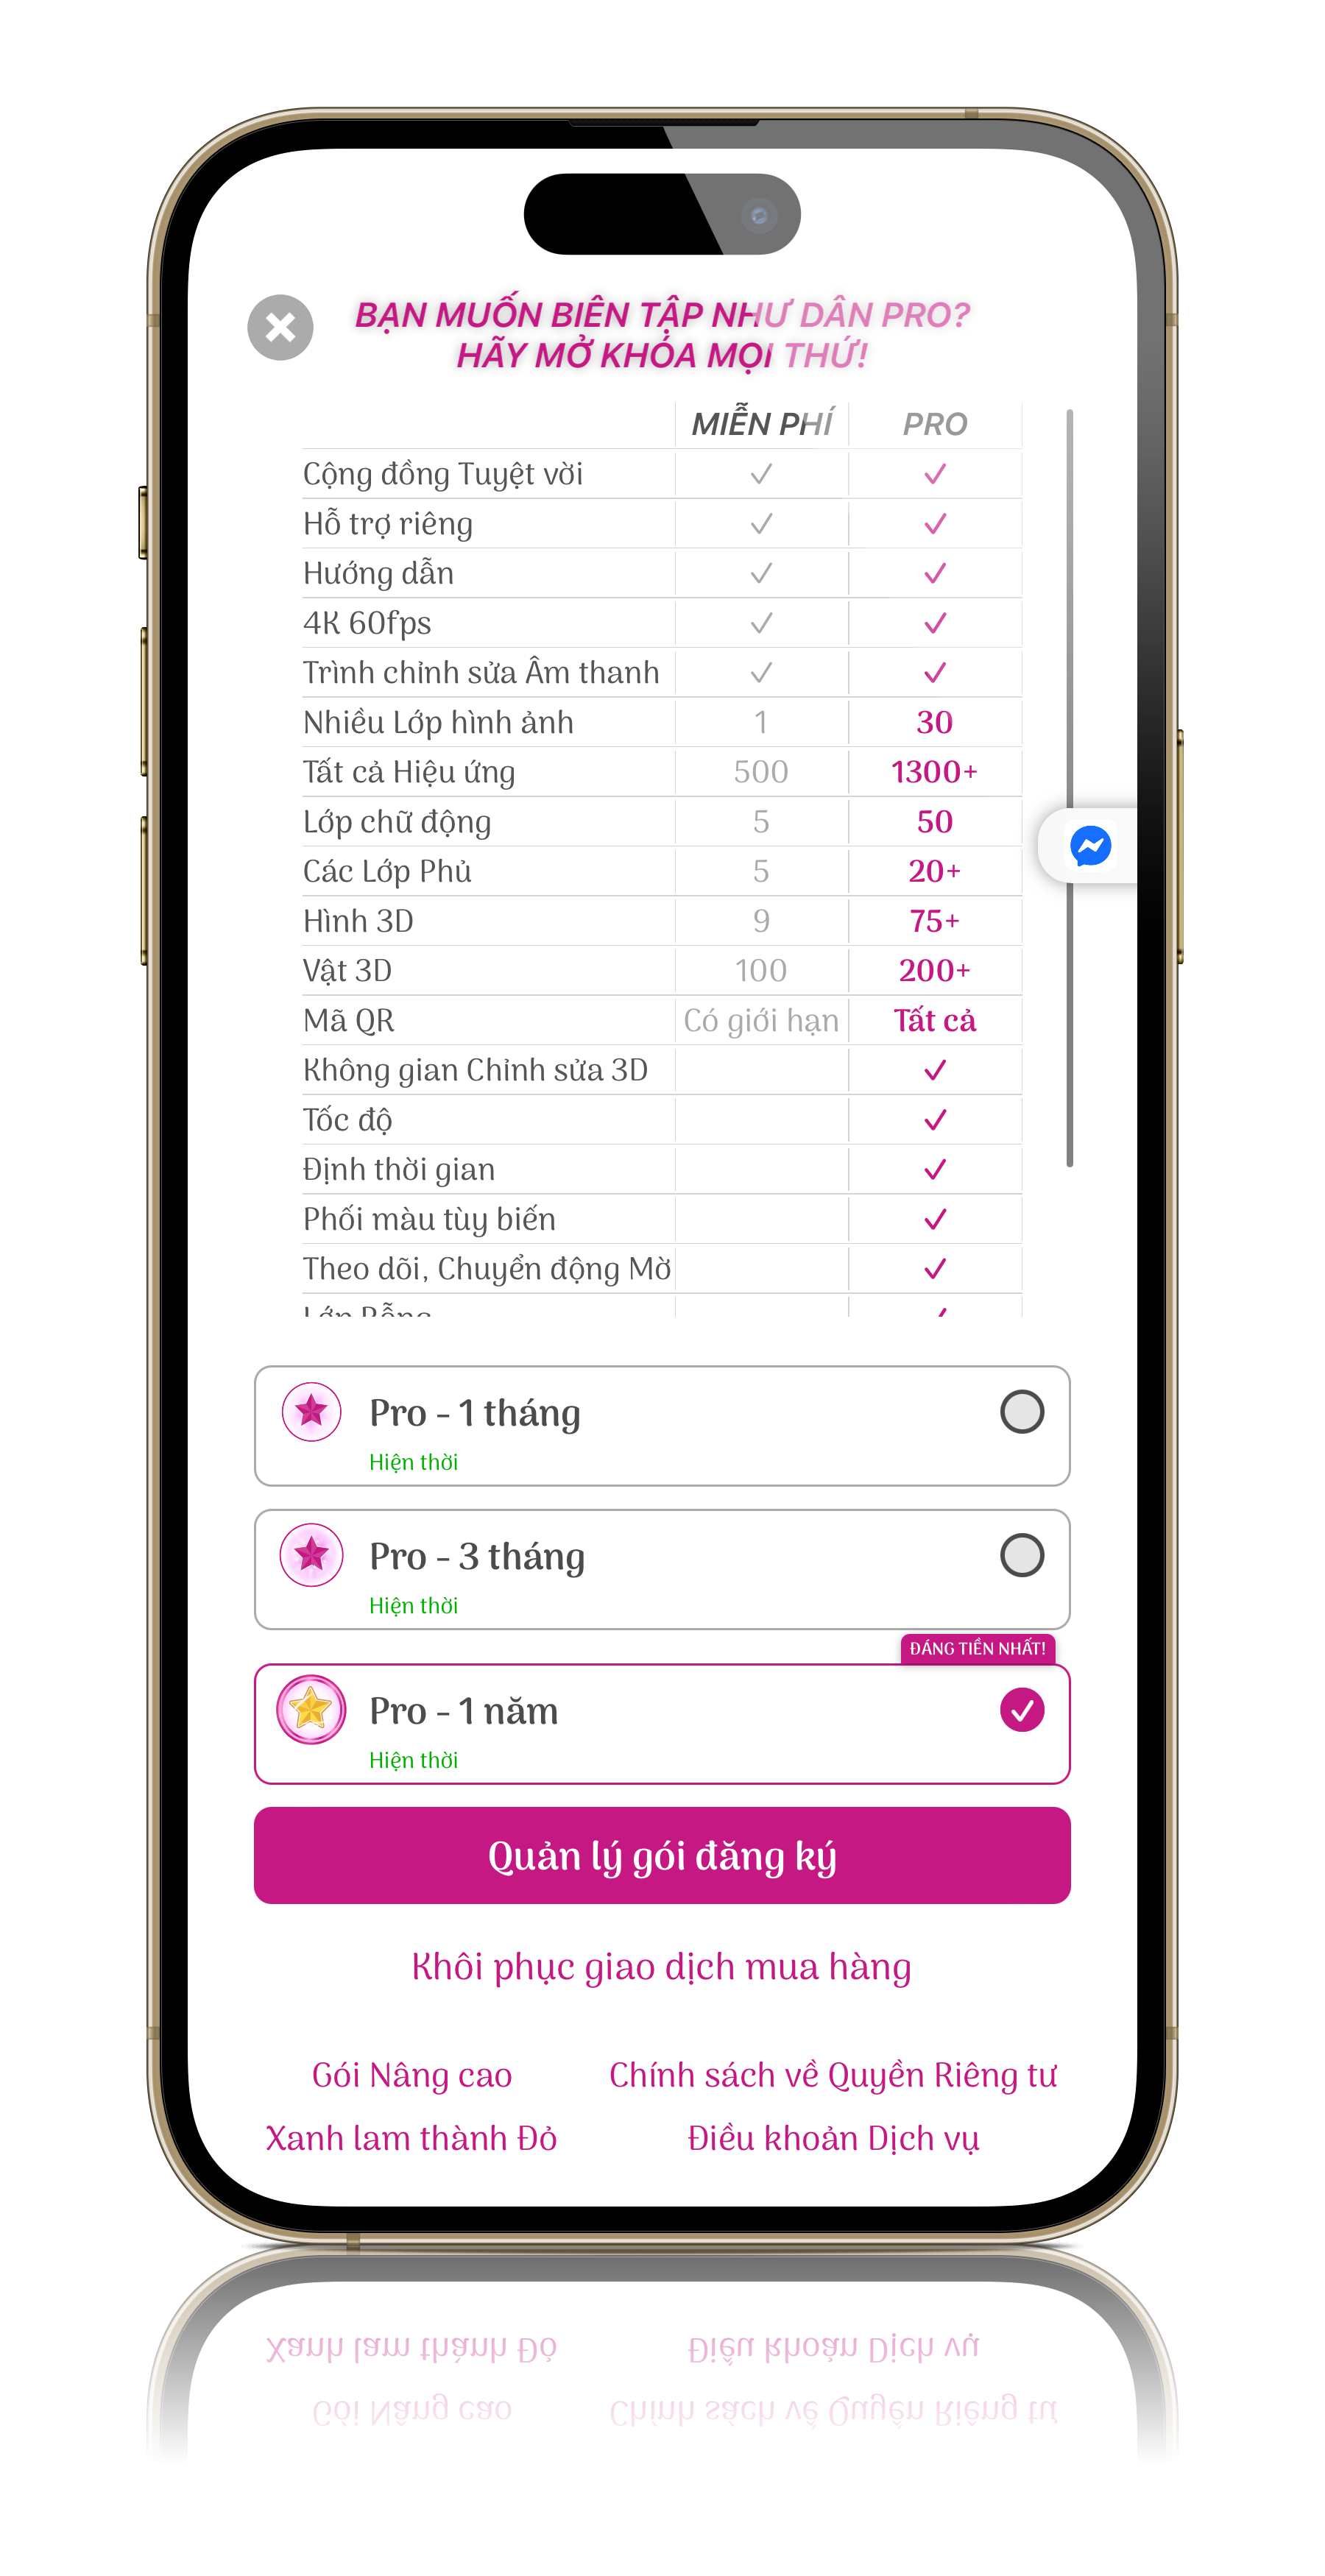 BẠN MUỐN BIÊN TẬP NHƯ DÂN PRO?
HÃY MỞ KHÓA MỌI THỨ!
MIỄN PHÍ PRO
Cộng đồng Tuyệt vời ✓ ✓
Hỗ trợ riêng ✓ ✓
Hướng dẫn ✓ ✓
4K 60fps ✓ ✓
Trình chỉnh sửa Âm thanh ✓ ✓
Nhiều Lớp hình ảnh 1 30
Tất cả Hiệu ứng 500 1300+
Lớp chữ động 5 50
Các Lớp Phủ 5 20+
Hình 3D 9 75+
Vật 3D 100 200+
Mã QR Có giới hạn Tất cả
Không gian Chỉnh sửa 3D ✓
Tốc độ ✓
Định thời gian ✓
Phối màu tùy biến ✓
Theo dõi, Chuyển động Mờ ✓
Lớp Rỗng ✓
Pro - 1 tháng
Hiện thời
Pro - 3 tháng
Hiện thời
ĐÁNG TIỀN NHẤT!
Pro - 1 năm
Hiện thời
Quản lý gói đăng ký
Khôi phục giao dịch mua hàng
Gói Nâng cao Chính sách về Quyền Riêng tư
Xanh lam thành Đỏ Điều khoản Dịch vụ